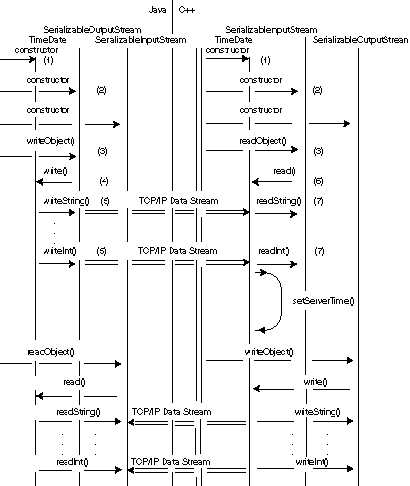 Java C++
SerializableOutputStream SerializableInputStream
TimeDate SeralizableInputStream TimeDate SerializableCutputStream
constructor (1) constructor (1)
constructor (2) constructor (2)
constructor constructor
writeObject() (3) readObject() (3)
write() (4) read() (6)
writeString() (5) TCP/IP Data Stream readString() (7)
writeInt() (5) TCP/IP Data Stream readInt() (7)
setServerTime()
readObject() writeObject()
read() write()
readString() TCP/IP Data Stream writeString()
readInt() TCP/IP Data Stream writeInt()